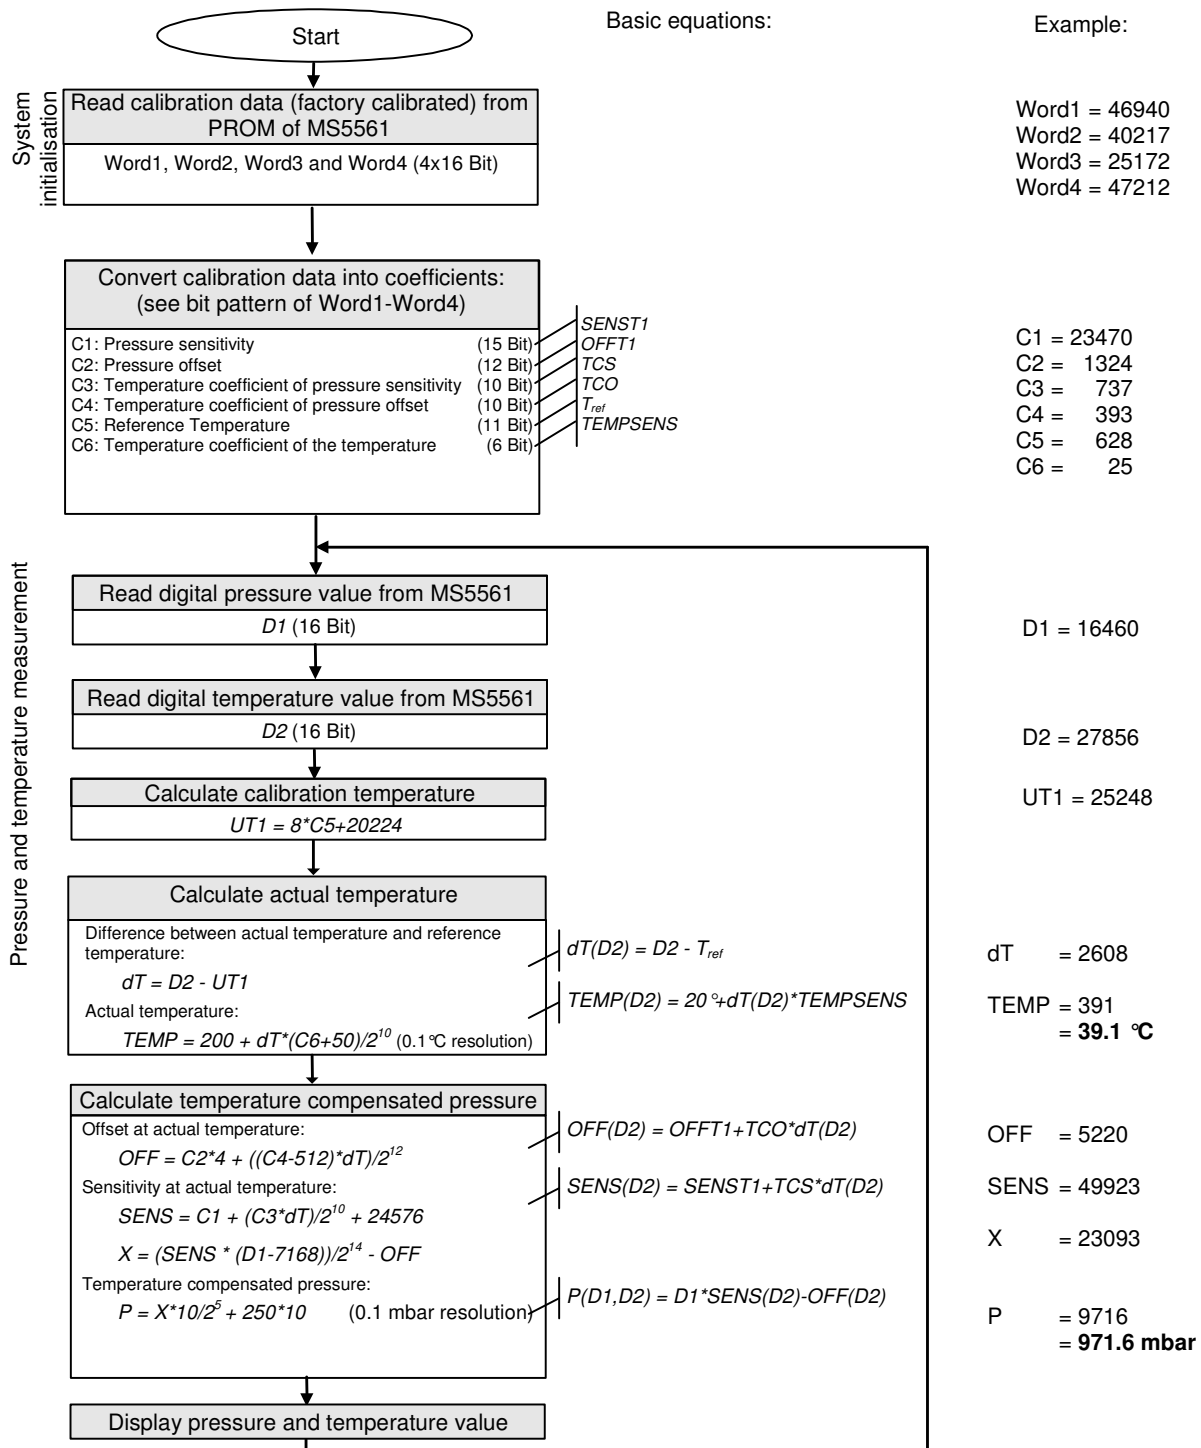 Start
Basic equations:
Example:
System
initialisation
Read calibration data (factory calibrated) from
PROM of MS5561
Word1, Word2, Word3 and Word4 (4x16 Bit)
Word1 = 46940
Word2 = 40217
Word3 = 25172
Word4 = 47212
Convert calibration data into coefficients:
(see bit pattern of Word1-Word4)
C1: Pressure sensitivity (15 Bit)
C2: Pressure offset (12 Bit)
C3: Temperature coefficient of pressure sensitivity (10 Bit)
C4: Temperature coefficient of pressure offset (10 Bit)
C5: Reference Temperature (11 Bit)
C6: Temperature coefficient of the temperature (6 Bit)
SENST1
OFFT1
TCS
TCO
Tref
TEMPSENS
C1 = 23470
C2 = 1324
C3 = 737
C4 = 393
C5 = 628
C6 = 25
Pressure and temperature measurement
Read digital pressure value from MS5561
D1 (16 Bit)
D1 = 16460
Read digital temperature value from MS5561
D2 (16 Bit)
D2 = 27856
Calculate calibration temperature
UT1 = 8*C5+20224
UT1 = 25248
Calculate actual temperature
Difference between actual temperature and reference
temperature:
dT = D2 - UT1
Actual temperature:
TEMP = 200 + dT*(C6+50)/2^10 (0.1°C resolution)
dT(D2) = D2 - Tref
TEMP(D2) = 20°+dT(D2)*TEMPSENS
dT = 2608
TEMP = 391
= 39.1 °C
Calculate temperature compensated pressure
Offset at actual temperature:
OFF = C2*4 + ((C4-512)*dT)/2^12
Sensitivity at actual temperature:
SENS = C1 + (C3*dT)/2^10 + 24576
X = (SENS * (D1-7168))/2^14 - OFF
Temperature compensated pressure:
P = X*10/2^5 + 250*10 (0.1 mbar resolution)
OFF(D2) = OFFT1+TCO*dT(D2)
SENS(D2) = SENST1+TCS*dT(D2)
P(D1,D2) = D1*SENS(D2)-OFF(D2)
OFF = 5220
SENS = 49923
X = 23093
P = 9716
= 971.6 mbar
Display pressure and temperature value